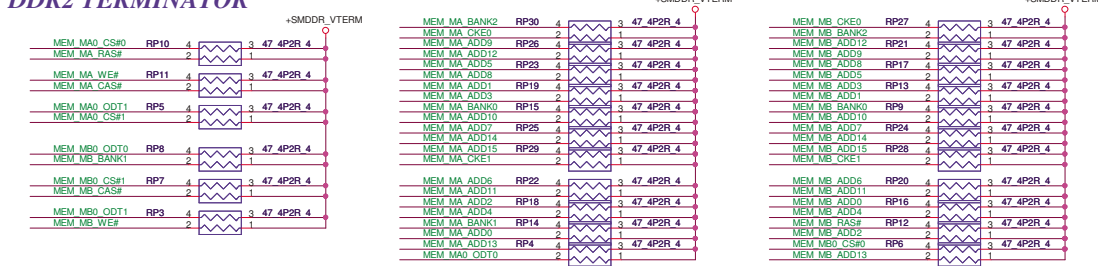 DDR2 TERMINATOR
+SMDDR_VTERM
MEM_MA0_CS#0 RP10 4 3 47_4P2R_4
MEM_MA_RAS# 2 1
MEM_MA_WE# RP11 4 3 47_4P2R_4
MEM_MA_CAS# 2 1
MEM_MA0_ODT1 RP5 4 3 47_4P2R_4
MEM_MA0_CS#1 2 1
MEM_MB0_ODT0 RP8 4 3 47_4P2R_4
MEM_MB_BANK1 2 1
MEM_MB0_CS#1 RP7 4 3 47_4P2R_4
MEM_MB_CAS# 2 1
MEM_MB0_ODT1 RP3 4 3 47_4P2R_4
MEM_MB_WE# 2 1
+SMDDR_VTERM
MEM_MA_BANK2 RP30 4 3 47_4P2R_4
MEM_MA_CKE0 2 1
MEM_MA_ADD9 RP26 4 3 47_4P2R_4
MEM_MA_ADD12 2 1
MEM_MA_ADD5 RP23 4 3 47_4P2R_4
MEM_MA_ADD8 2 1
MEM_MA_ADD1 RP19 4 3 47_4P2R_4
MEM_MA_ADD3 2 1
MEM_MA_BANK0 RP15 4 3 47_4P2R_4
MEM_MA_ADD10 2 1
MEM_MA_ADD7 RP25 4 3 47_4P2R_4
MEM_MA_ADD14 2 1
MEM_MA_ADD15 RP29 4 3 47_4P2R_4
MEM_MA_CKE1 2 1
MEM_MA_ADD6 RP22 4 3 47_4P2R_4
MEM_MA_ADD11 2 1
MEM_MA_ADD2 RP18 4 3 47_4P2R_4
MEM_MA_ADD4 2 1
MEM_MA_BANK1 RP14 4 3 47_4P2R_4
MEM_MA_ADD0 2 1
MEM_MA_ADD13 RP4 4 3 47_4P2R_4
MEM_MA0_ODT0 2 1
+SMDDR_VTERM
MEM_MB_CKE0 RP27 4 3 47_4P2R_4
MEM_MB_BANK2 2 1
MEM_MB_ADD12 RP21 4 3 47_4P2R_4
MEM_MB_ADD9 2 1
MEM_MB_ADD8 RP17 4 3 47_4P2R_4
MEM_MB_ADD5 2 1
MEM_MB_ADD3 RP13 4 3 47_4P2R_4
MEM_MB_ADD1 2 1
MEM_MB_BANK0 RP9 4 3 47_4P2R_4
MEM_MB_ADD10 2 1
MEM_MB_ADD7 RP24 4 3 47_4P2R_4
MEM_MB_ADD14 2 1
MEM_MB_ADD15 RP28 4 3 47_4P2R_4
MEM_MB_CKE1 2 1
MEM_MB_ADD6 RP20 4 3 47_4P2R_4
MEM_MB_ADD11 2 1
MEM_MB_ADD0 RP16 4 3 47_4P2R_4
MEM_MB_ADD4 2 1
MEM_MB_RAS# RP12 4 3 47_4P2R_4
MEM_MB_ADD2 2 1
MEM_MB0_CS#0 RP6 4 3 47_4P2R_4
MEM_MB_ADD13 2 1